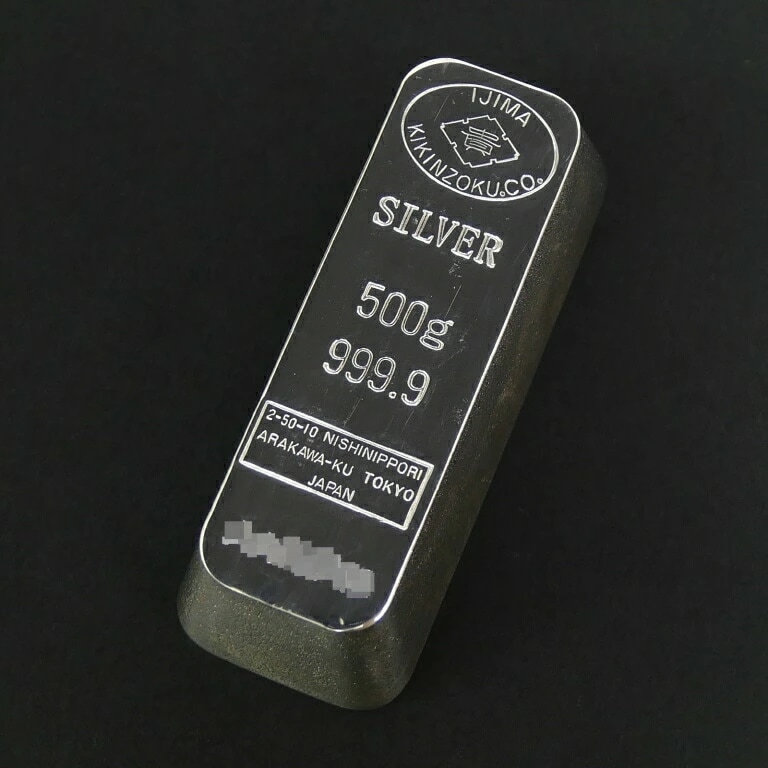 IJIMA
KIKINZOKU.CO.
SILVER
500g
999.9
2-50-10 NISHINIPPORI
ARAKAWA-KU TOKYO
JAPAN